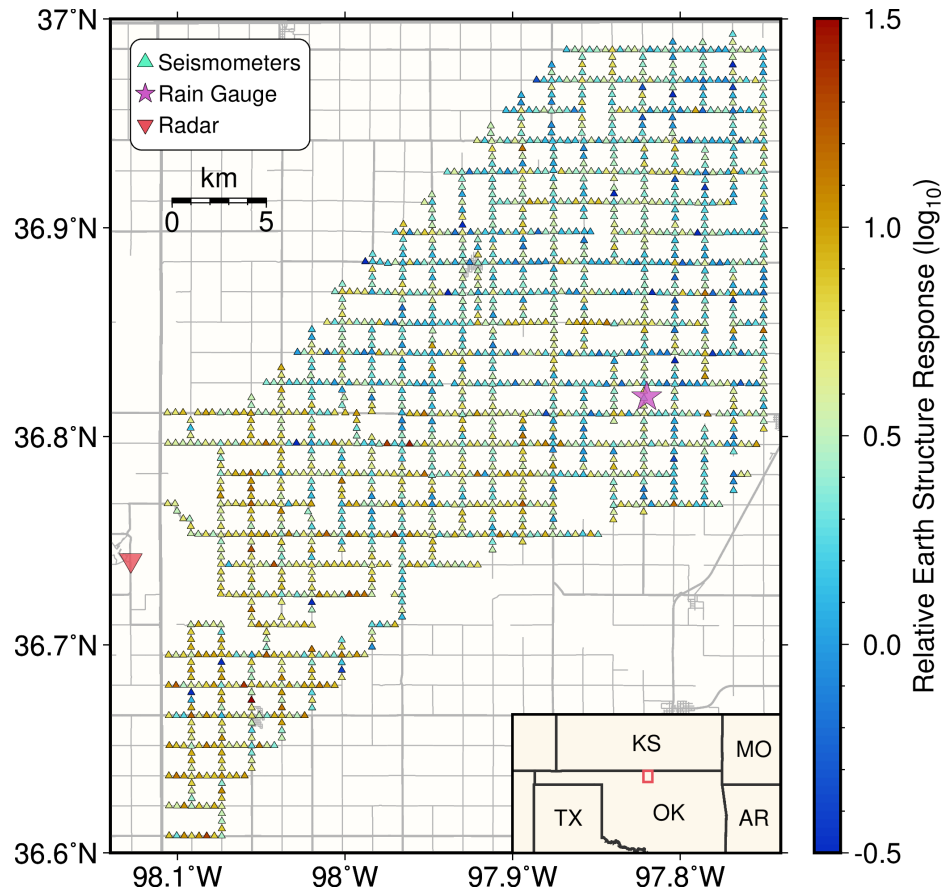 37°N
36.9°N
36.8°N
36.7°N
36.6°N
98.1°W
98°W
97.9°W
97.8°W
Seismometers
Rain Gauge
Radar
km
0 5
KS
MO
TX
OK
AR
1.5
1.0
0.5
0.0
-0.5
Relative Earth Structure Response (log10)